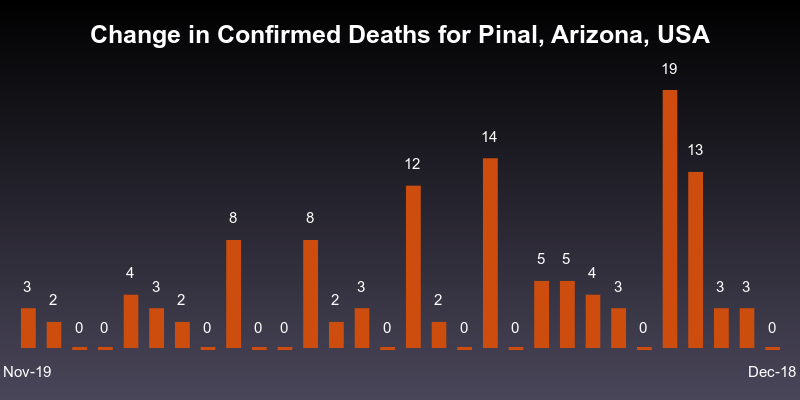 Change in Confirmed Deaths for Pinal, Arizona, USA
3 2 0 0 4 3 2 0 8 0 0 8 2 3 0 12 2 0 14 0 5 5 4 3 0 19 13 3 3 0
Nov-19 Dec-18